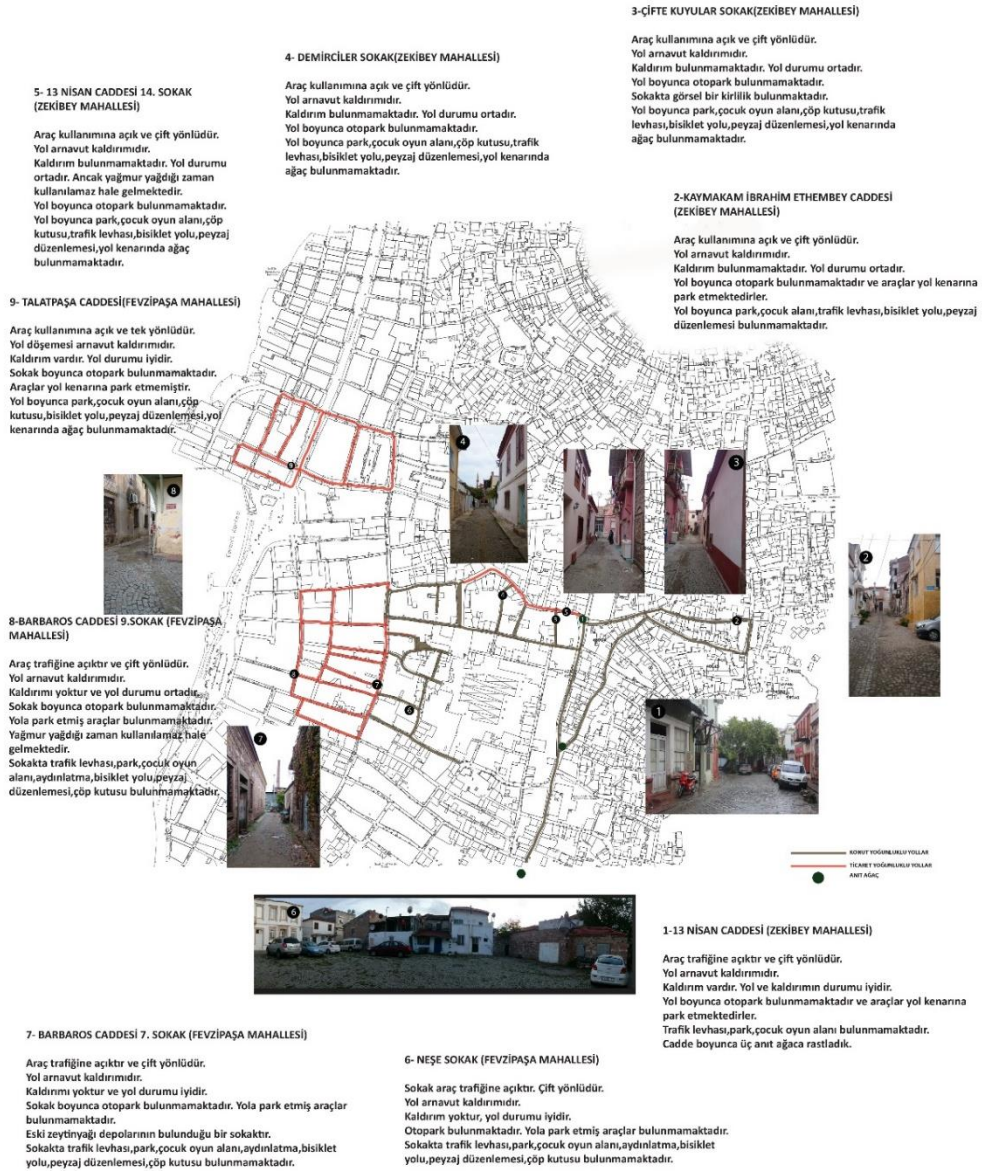 3-ÇİFTE KUYULAR SOKAK(ZEKİBEY MAHALLESİ)
Araç kullanımına açık ve çift yönlüdür.
Yol arnavut kaldırımıdır.
Kaldırım bulunmamaktadır. Yol durumu ortadır.
Yol boyunca otopark bulunmamaktadır.
Sokakta görsel bir kirlilik bulunmaktadır.
Yol boyunca park,çocuk oyun alanı,çöp kutusu,trafik
levhası,bisiklet yolu,peyzaj düzenlemesi,yol kenarında
ağaç bulunmamaktadır.
4- DEMİRCİLER SOKAK(ZEKİBEY MAHALLESİ)
Araç kullanımına açık ve çift yönlüdür.
Yol arnavut kaldırımıdır.
Kaldırım bulunmamaktadır. Yol durumu ortadır.
Yol boyunca otopark bulunmamaktadır.
Yol boyunca park,çocuk oyun alanı,çöp kutusu,trafik
levhası,bisiklet yolu,peyzaj düzenlemesi,yol kenarında
ağaç bulunmamaktadır.
5- 13 NİSAN CADDESİ 14. SOKAK
(ZEKİBEY MAHALLESİ)
Araç kullanımına açık ve çift yönlüdür.
Yol arnavut kaldırımıdır.
Kaldırım bulunmamaktadır. Yol durumu
ortadır. Ancak yağmur yağdığı zaman
kullanılamaz hale gelmektedir.
Yol boyunca otopark bulunmamaktadır.
Yol boyunca park,çocuk oyun alanı,çöp
kutusu,trafik levhası,bisiklet yolu,peyzaj
düzenlemesi,yol kenarında ağaç
bulunmamaktadır.
2-KAYMAKAM İBRAHİM ETHEMBEY CADDESİ
(ZEKİBEY MAHALLESİ)
Araç kullanımına açık ve çift yönlüdür.
Yol arnavut kaldırımıdır.
Kaldırım bulunmamaktadır. Yol durumu ortadır.
Yol boyunca otopark bulunmamaktadır ve araçlar yol kenarına
park etmektedirler.
Yol boyunca park,çocuk alanı,trafik levhası,bisiklet yolu,peyzaj
düzenlemesi bulunmamaktadır.
9- TALATPAŞA CADDESİ(FEVZİPAŞA MAHALLESİ)
Araç kullanımına açık ve tek yönlüdür.
Yol döşemesi arnavut kaldırımıdır.
Kaldırım vardır. Yol durumu iyidir.
Sokak boyunca otopark bulunmamaktadır.
Araçlar yol kenarına park etmemiştir.
Yol boyunca park,çocuk oyun alanı,çöp
kutusu,bisiklet yolu,peyzaj düzenlemesi,yol
kenarında ağaç bulunmamaktadır.
4
3
9
8
2
8-BARBAROS CADDESİ 9.SOKAK (FEVZİPAŞA
MAHALLESİ)
Araç trafiğine açıktır ve çift yönlüdür.
Yol arnavut kaldırımıdır.
Kaldırımı yoktur ve yol durumu ortadır.
Sokak boyunca otopark bulunmamaktadır.
Yola park etmiş araçlar bulunmamaktadır.
Yağmur yağdığı zaman kullanılamaz hale
gelmektedir.
Sokakta trafik levhası,park,çocuk oyun
alanı,aydınlatma,bisiklet yolu,peyzaj
düzenlemesi,çöp kutusu bulunmamaktadır.
5
2
7
6
1
7
KONUT YOĞUNLUKLU YOLLAR
TİCARET YOĞUNLUKLU YOLLAR
ANIT AĞAÇ
6
1-13 NİSAN CADDESİ (ZEKİBEY MAHALLESİ)
Araç trafiğine açıktır ve çift yönlüdür.
Yol arnavut kaldırımıdır.
Kaldırım vardır. Yol ve kaldırımın durumu iyidir.
Yol boyunca otopark bulunmamaktadır ve araçlar yol kenarına
park etmektedirler.
Trafik levhası,park,çocuk oyun alanı bulunmamaktadır.
Cadde boyunca üç anıt ağaca rastladık.
7- BARBAROS CADDESİ 7. SOKAK (FEVZİPAŞA MAHALLESİ)
Araç trafiğine açıktır ve çift yönlüdür.
Yol arnavut kaldırımıdır.
Kaldırımı yoktur ve yol durumu iyidir.
Sokak boyunca otopark bulunmamaktadır. Yola park etmiş araçlar
bulunmamaktadır.
Eski zeytinyağı depolarının bulunduğu bir sokaktır.
Sokakta trafik levhası,park,çocuk oyun alanı,aydınlatma,bisiklet
yolu,peyzaj düzenlemesi,çöp kutusu bulunmamaktadır.
6- NEŞE SOKAK (FEVZİPAŞA MAHALLESİ)
Sokak araç trafiğine açıktır. Çift yönlüdür.
Yol arnavut kaldırımıdır.
Kaldırım yoktur, yol durumu iyidir.
Otopark bulunmaktadır. Yola park etmiş araçlar bulunmamaktadır.
Sokakta trafik levhası,park,çocuk oyun alanı,aydınlatma,bisiklet
yolu,peyzaj düzenlemesi,çöp kutusu bulunmamaktadır.